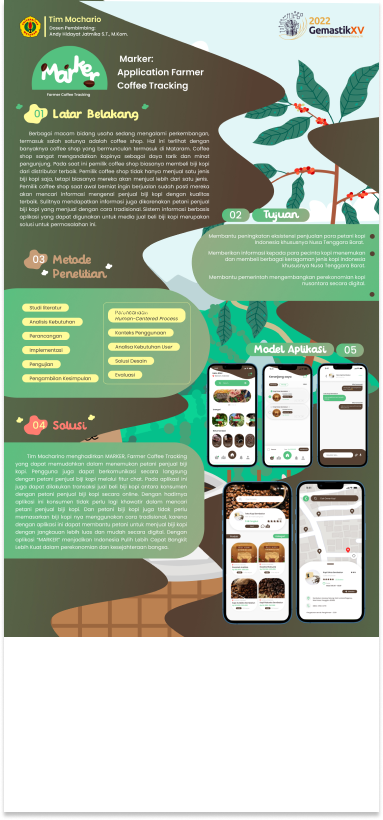 Tim Mochario
Dosen Pembimbing:
Andy Hidayat Jatmika S.T., M.Kom.
2022
GemastikXV
Marker
Farmer Coffee Tracking
Marker:
Application Farmer
Coffee Tracking
01 Latar Belakang
Berbagai macam bidang usaha sedang mengalami perkembangan,
termasuk salah satunya adalah coffee shop. Hal ini terlihat dengan
banyaknya coffee shop yang bermunculan termasuk di Mataram. Coffee
shop sangat mengandalkan kopinya sebagai daya tarik dan minat
pengunjung. Pada saat ini pemilik coffee shop biasanya membeli biji kopi
dari distributor terbaik. Pemilik coffee shop tidak hanya menjual satu jenis
biji kopi saja, tetapi biasanya mereka akan menjual lebih dari satu jenis.
Pemilik coffee shop saat awal berniat ingin berjualan sudah pasti mereka
akan mencari informasi mengenai penjual biji kopi dengan kualitas
terbaik. Sulitnya mendapatkan informasi juga dikarenakan petani penjual
biji kopi yang menjual dengan cara tradisional. Sistem informasi berbasis
aplikasi yang dapat digunakan untuk media jual beli biji kopi merupakan
solusi untuk permasalahan ini.
02 Tujuan
Membantu peningkatan ekosistem penjualan para petani kopi
Indonesia khususnya Nusa Tenggara Barat.
Memberikan informasi kepada para pecinta kopi menemukan
dan membeli berbagai keragaman jenis kopi Indonesia
khususnya Nusa Tenggara Barat.
Membantu pemerintah mengembangkan perekonomian kopi
nusantara secara digital.
03 Metode
Penelitian
Studi literatur
Analisis Kebutuhan
Perancangan
Implementasi
Pengujian
Pengambilan Kesimpulan
Human-Centered Process
Konteks Penggunaan
Analisa Kebutuhan User
Solusi Desain
Evaluasi
Model Aplikasi 05
04 Solusi
Tim Mocharino menghadirkan MARKER, Farmer Coffee Tracking
yang dapat memudahkan dalam menemukan petani penjual biji
kopi. Pengguna juga dapat berkomunikasi secara langsung
dengan petani penjual biji kopi melalui fitur chat. Pada aplikasi ini
juga dapat dilakukan transaksi jual beli biji kopi antara konsumen
dengan petani penjual biji kopi secara online. Dengan hadirnya
aplikasi ini konsumen tidak perlu lagi khawatir dalam mencari
petani penjual biji kopi. Dan petani biji kopi juga tidak perlu
memasarkan biji kopi nya menggunakan cara tradisional, karena
dengan aplikasi ini dapat membantu petani untuk menjual biji kopi
dengan jangkauan lebih luas dan mudah secara digital. Dengan
aplikasi "MARKER" menjadikan Indonesia Pulih Lebih Cepat Bangkit
Lebih Kuat dalam perekonomian dan kesejahteraan bangsa.